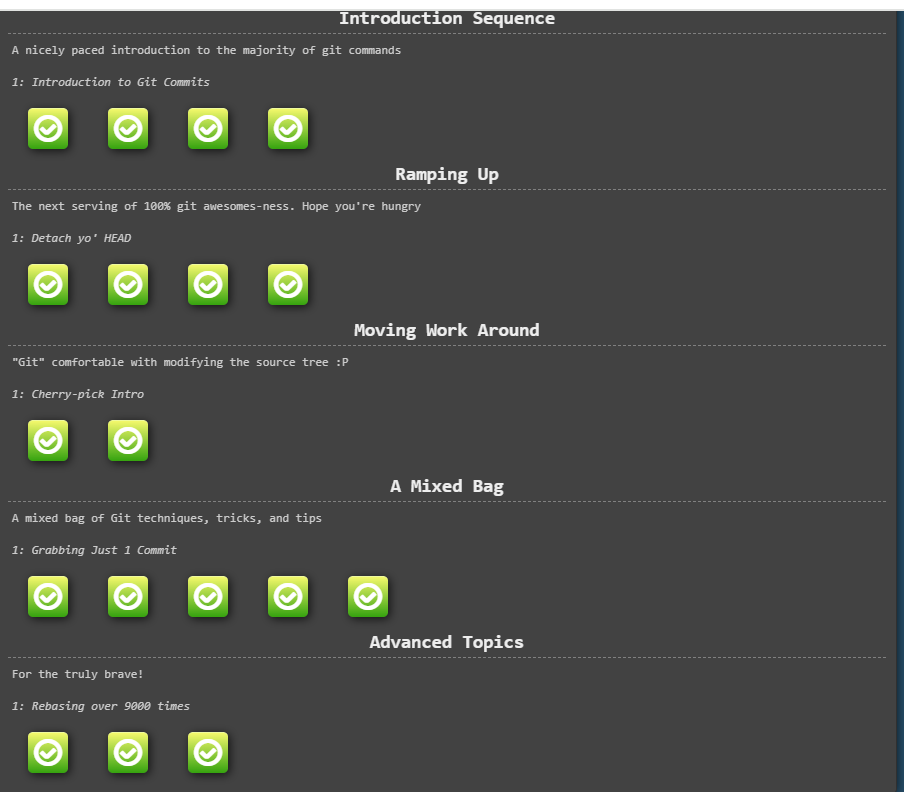 Introduction Sequence
A nicely paced introduction to the majority of git commands
1: Introduction to Git Commits
Ramping Up
The next serving of 100% git awesomes-ness. Hope you're hungry
1: Detach yo' HEAD
Moving Work Around
"Git" comfortable with modifying the source tree :P
1: Cherry-pick Intro
A Mixed Bag
A mixed bag of Git techniques, tricks, and tips
1: Grabbing Just 1 Commit
Advanced Topics
For the truly brave!
1: Rebasing over 9000 times